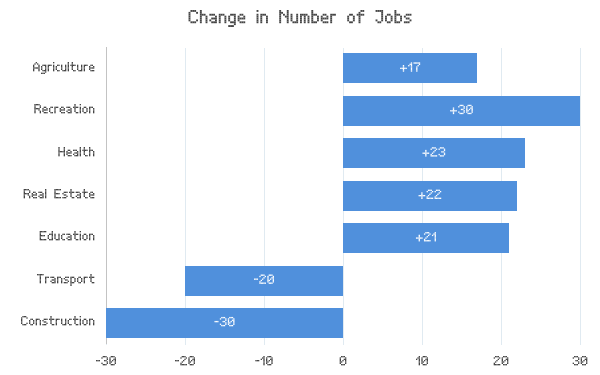 Change in Number of Jobs
Agriculture +17
Recreation +30
Health +23
Real Estate +22
Education +21
Transport -20
Construction -30
-30 -20 -10 0 10 20 30